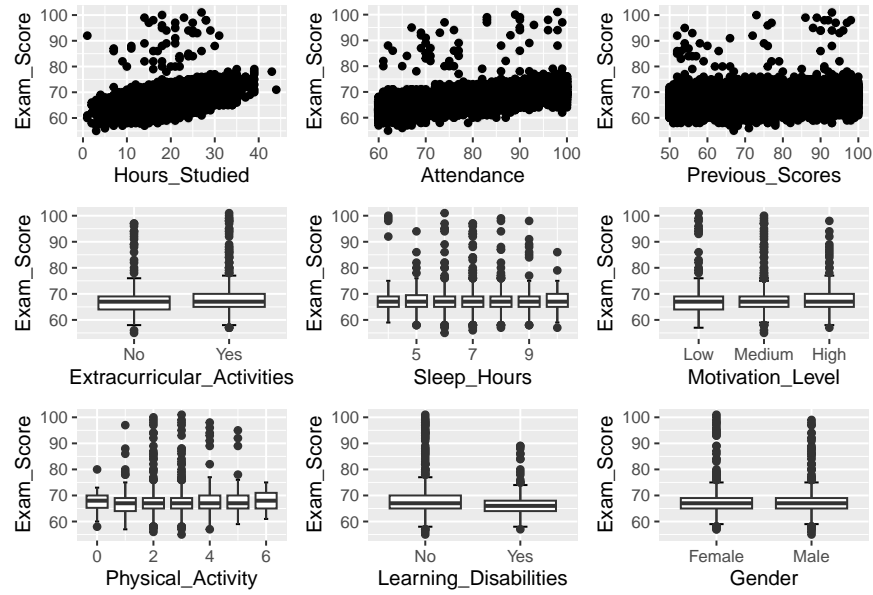 Exam_Score
100
90
80
70
60
0 10 20 30 40
Hours_Studied
Exam_Score
100
90
80
70
60
60 70 80 90 100
Attendance
Exam_Score
100
90
80
70
60
50 60 70 80 90 100
Previous_Scores
Exam_Score
100
90
80
70
60
No Yes
Extracurricular_Activities
Exam_Score
100
90
80
70
60
5 7 9
Sleep_Hours
Exam_Score
100
90
80
70
60
Low Medium High
Motivation_Level
Exam_Score
100
90
80
70
60
0 2 4 6
Physical_Activity
Exam_Score
100
90
80
70
60
No Yes
Learning_Disabilities
Exam_Score
100
90
80
70
60
Female Male
Gender